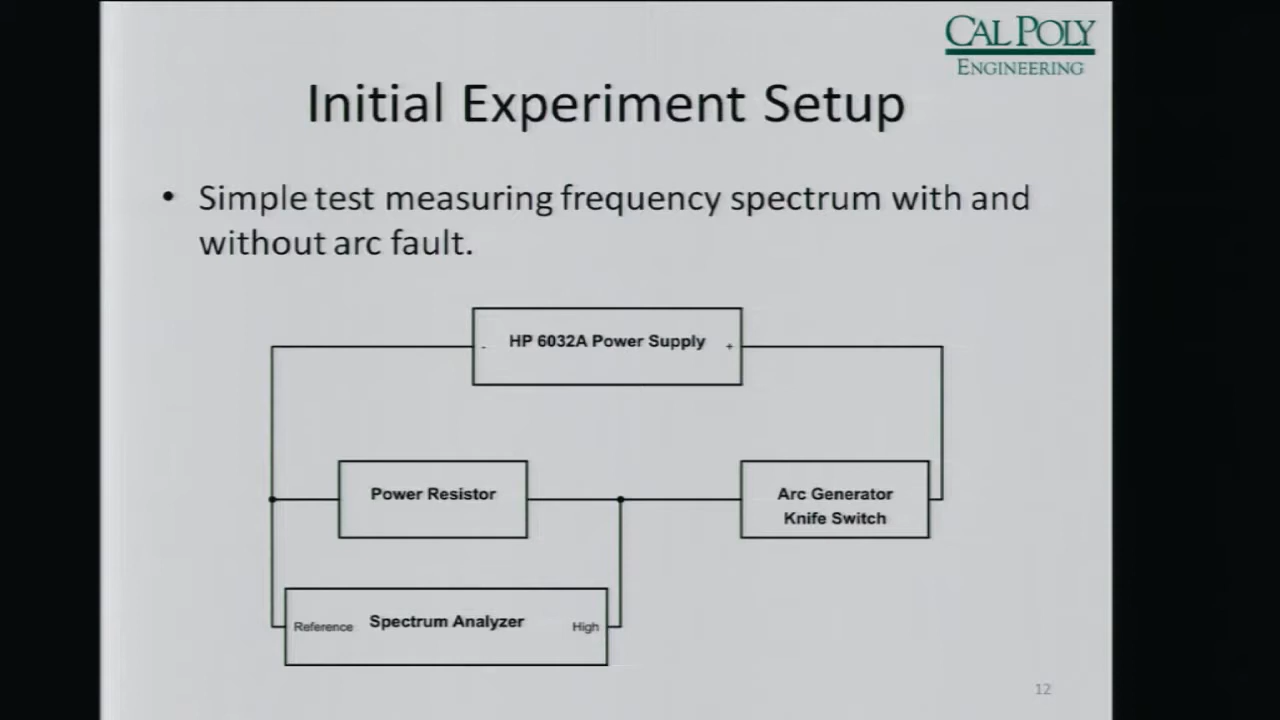 CAL POLY
ENGINEERING
Initial Experiment Setup
• Simple test measuring frequency spectrum with and
without arc fault.
- HP 6032A Power Supply +
Power Resistor
Arc Generator
Knife Switch
Reference Spectrum Analyzer High
12